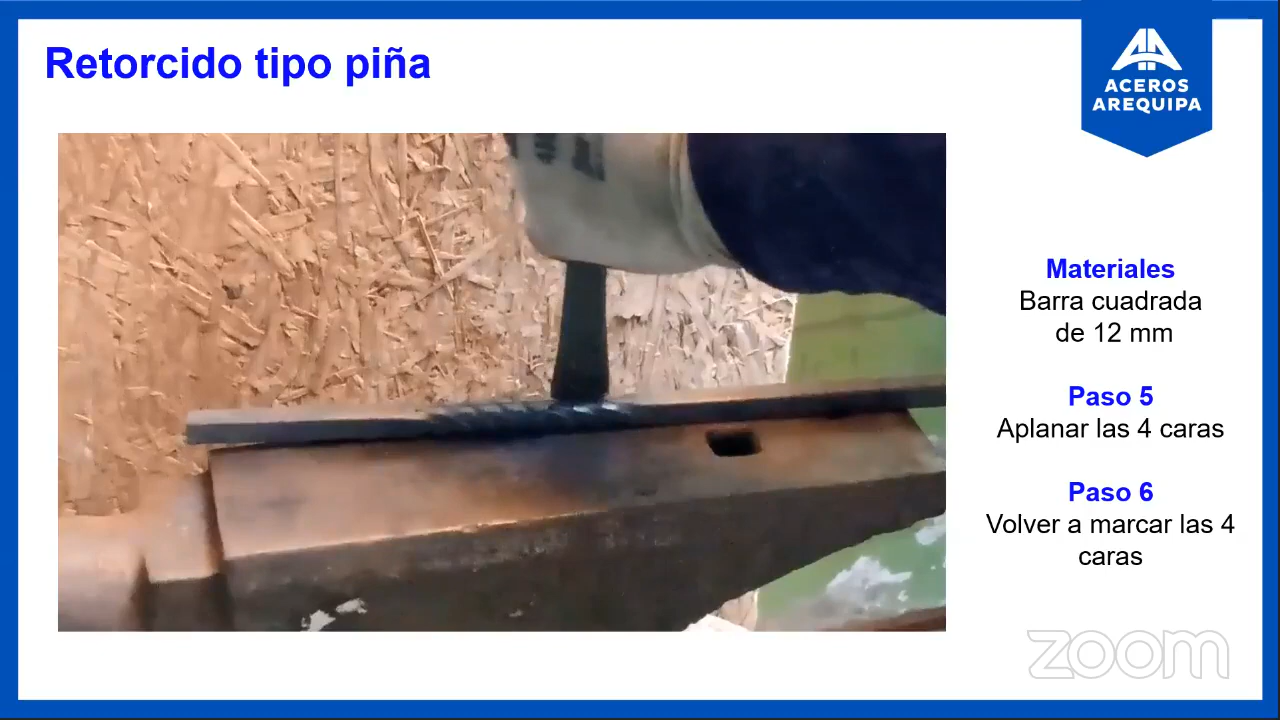 Retorcido tipo piña
ACEROS
AREQUIPA
Materiales
Barra cuadrada
de 12 mm
Paso 5
Aplanar las 4 caras
Paso 6
Volver a marcar las 4
caras
zoom